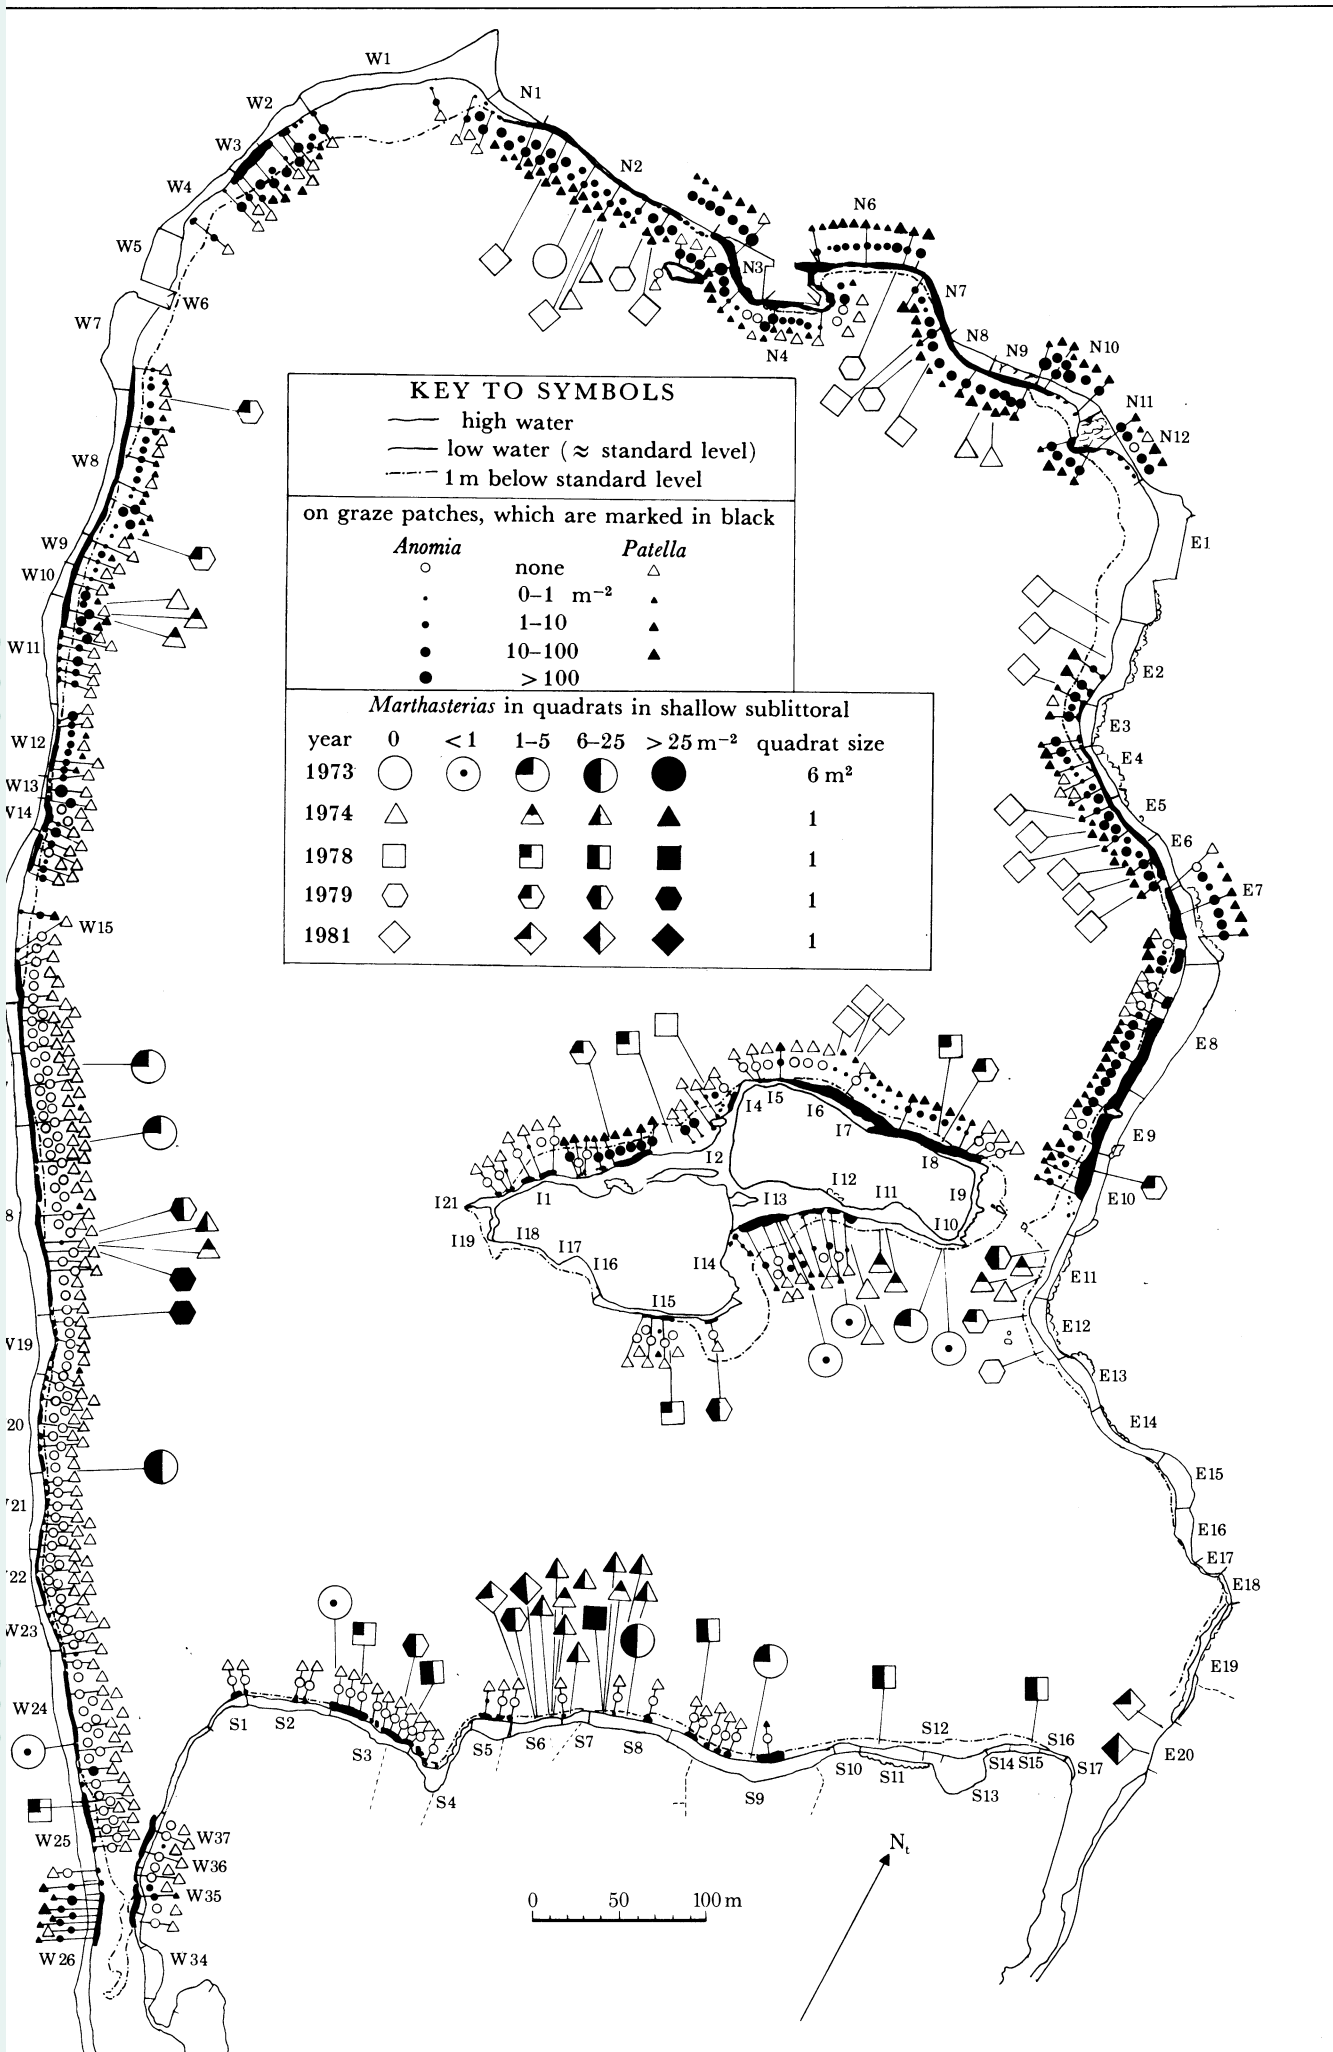 W1
W2
N1
W3
N2
W4
N6
W5
N3
N7
W6
W7
N8
N9
N10
N4
N11
N12
KEY TO SYMBOLS
high water
low water (≈ standard level)
1 m below standard level
on graze patches, which are marked in black
Anomia Patella
none
0–1 m⁻²
1–10
10–100
> 100
Marthasterias in quadrats in shallow sublittoral
year 0 < 1 1–5 6–25 > 25 m⁻² quadrat size
1973 6 m²
1974 1
1978 1
1979 1
1981 1
W8
W9
W10
W11
W12
W13
W15
E1
E2
E3
E4
E5
E6
E7
E8
E9
E10
E11
E12
E13
E14
E15
E16
E17
E18
E19
E20
I4
I5
I6
I7
I2
I8
I1
I12
I11
I13
I9
I21
I10
I18
I19
I17
I16
I14
I15
20
W24
S1
S2
S3
S4
S5
S6
S7
S8
S9
S10
S11
S12
S13
S14
S15
S16
S17
W25
W37
W36
W35
W26
W34
Nt
0 50 100 m